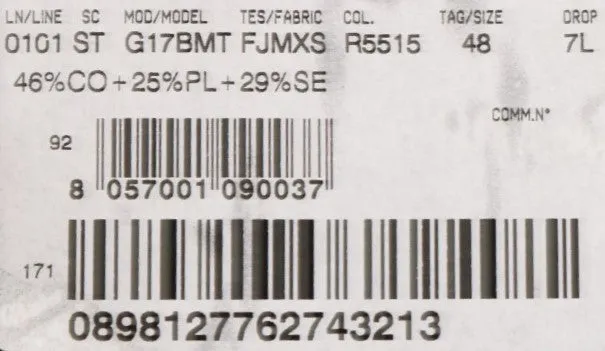 LN/LINE SC MOD/MODEL TES/FABRIC COL. TAG/SIZE DROP
0101 ST G17BMT FJMXS R5515 48 7L
46%CO+25%PL+29%SE
COMM.N°
92
8 057001 090037
171
0898127762743213